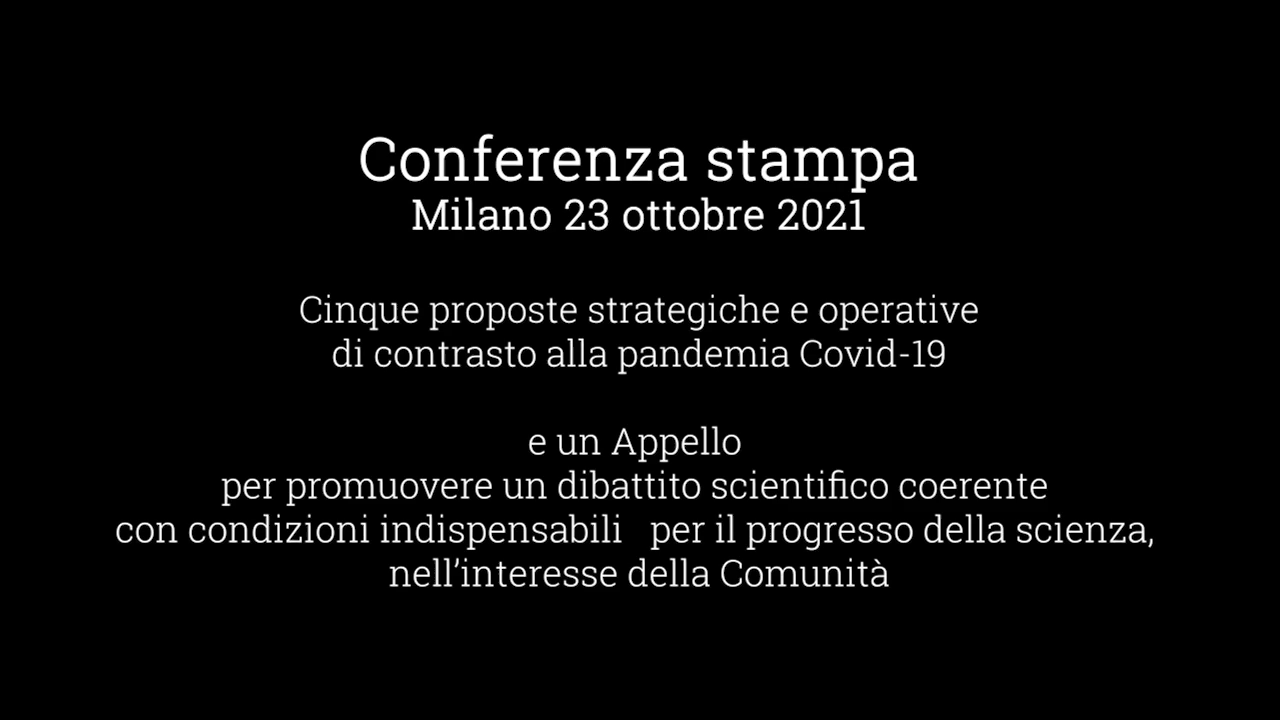 Conferenza stampa
Milano 23 ottobre 2021
Cinque proposte strategiche e operative
di contrasto alla pandemia Covid-19
e un Appello
per promuovere un dibattito scientifico coerente
con condizioni indispensabili per il progresso della scienza,
nell’interesse della Comunità